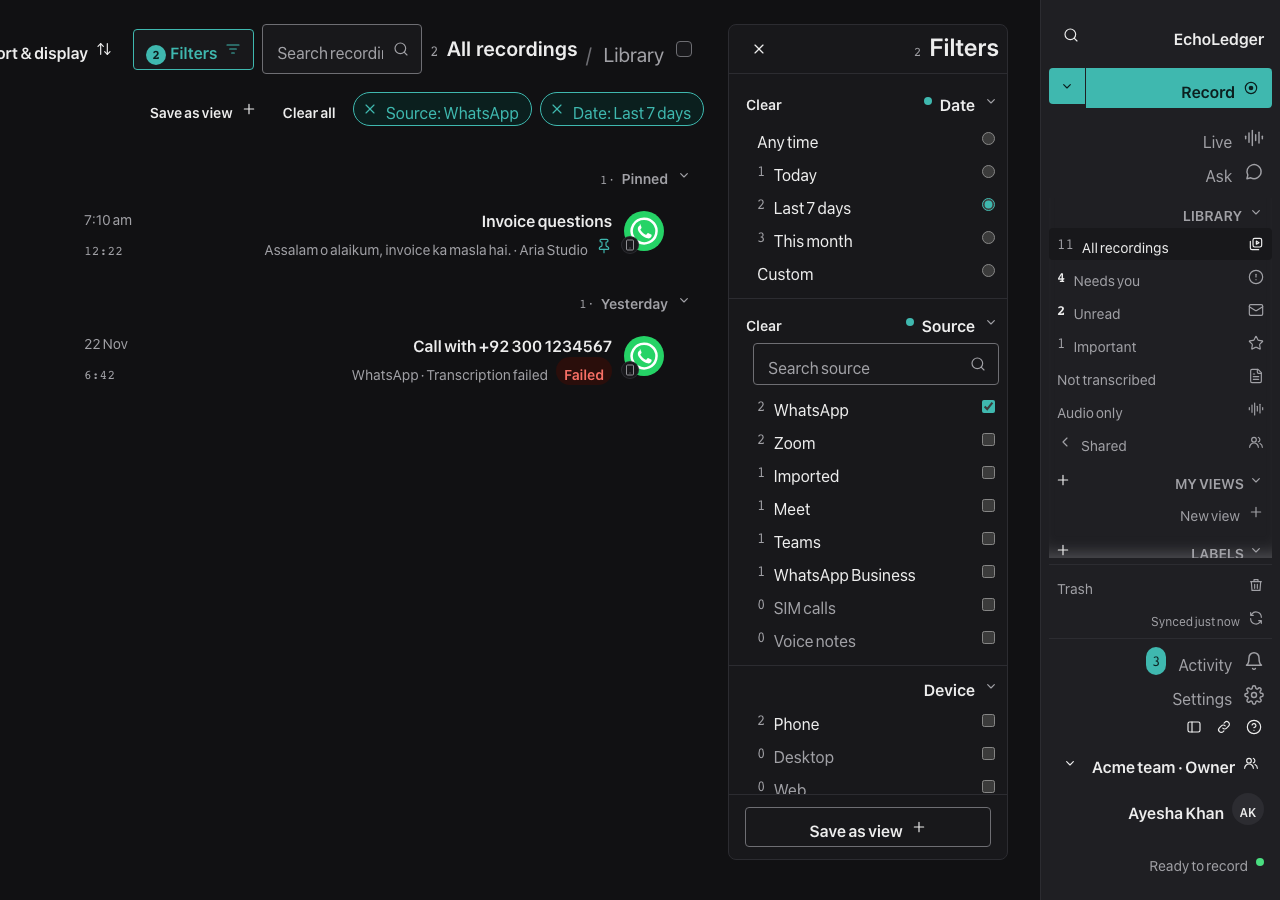 EchoLedger
Record
Live
Ask
LIBRARY
All recordings 11
Needs you 4
Unread 2
Important 1
Not transcribed
Audio only
Shared
MY VIEWS
New view
LABELS
Trash
Synced just now
Activity 3
Settings
Acme team · Owner
AK Ayesha Khan
Ready to record
Filters 2
Date Clear
Any time
Today 1
Last 7 days 2
This month 3
Custom
Source Clear
Search source
WhatsApp 2
Zoom 2
Imported 1
Meet 1
Teams 1
WhatsApp Business 1
SIM calls 0
Voice notes 0
Device
Phone 2
Desktop 0
Web 0
Save as view
Library / All recordings 2
Search recordi
Filters 2
ort & display
Date: Last 7 days
Source: WhatsApp
Clear all
Save as view
Pinned · 1
Invoice questions
7:10 am
Assalam o alaikum, invoice ka masla hai. · Aria Studio
12:22
Yesterday · 1
Call with +92 300 1234567
22 Nov
Failed WhatsApp · Transcription failed
6:42